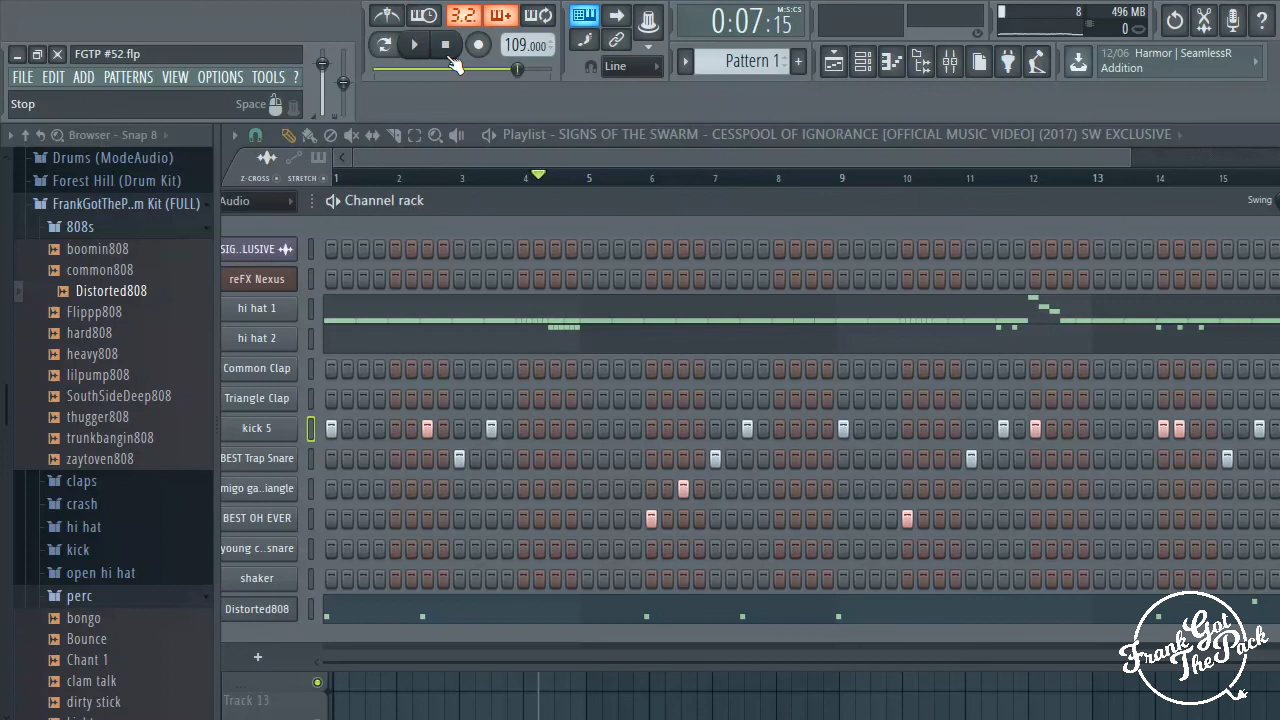 3.2.
109.000
0:07:15
M:S:CS
8
496 MB
0
FGTP #52.flp
FILE EDIT ADD PATTERNS VIEW OPTIONS TOOLS ?
Line
Pattern 1
+
12/06 Harmor | SeamlessR
Addition
Stop
Space
Browser - Snap 8
Playlist - SIGNS OF THE SWARM - CESSPOOL OF IGNORANCE [OFFICIAL MUSIC VIDEO] (2017) SW EXCLUSIVE
Z-CROSS STRETCH
1 2 3 4 5 6 7 8 9 10 11 12 13 14 15
Audio
Channel rack
Swing
Drums (ModeAudio)
Forest Hill (Drum Kit)
FrankGotTheP..m Kit (FULL)
808s
boomin808
common808
Distorted808
Flippp808
hard808
heavy808
lilpump808
SouthSideDeep808
thugger808
trunkbangin808
zaytoven808
claps
crash
hi hat
kick
open hi hat
perc
bongo
Bounce
Chant 1
clam talk
dirty stick
SIG..LUSIVE
reFX Nexus
hi hat 1
hi hat 2
Common Clap
Triangle Clap
kick 5
BEST Trap Snare
migo ga..iangle
BEST OH EVER
young c..snare
shaker
Distorted808
+
Track 13
Frank Got
The Pack